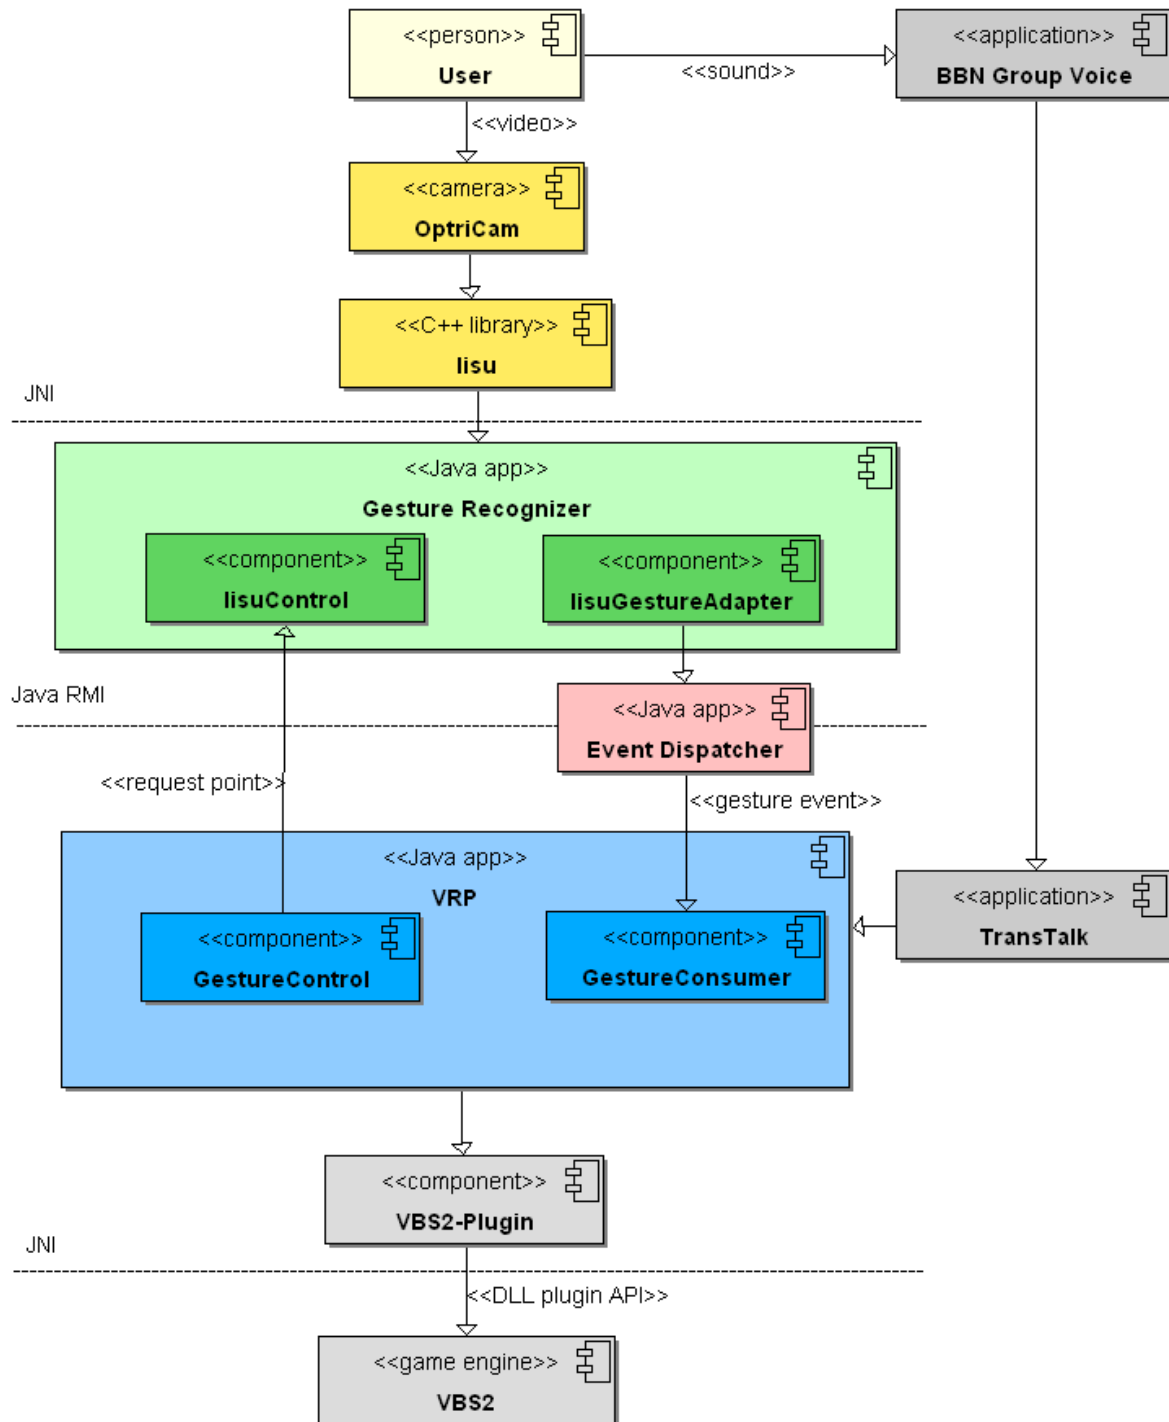 <<person>>
User
<<application>>
BBN Group Voice
<<sound>>
<<video>>
<<camera>>
OptriCam
<<C++ library>>
Iisu
JNI
<<Java app>>
Gesture Recognizer
<<component>>
IisuControl
<<component>>
IisuGestureAdapter
Java RMI
<<Java app>>
Event Dispatcher
<<request point>>
<<gesture event>>
<<Java app>>
VRP
<<component>>
GestureControl
<<component>>
GestureConsumer
<<application>>
TransTalk
<<component>>
VBS2-Plugin
JNI
<<DLL plugin API>>
<<game engine>>
VBS2